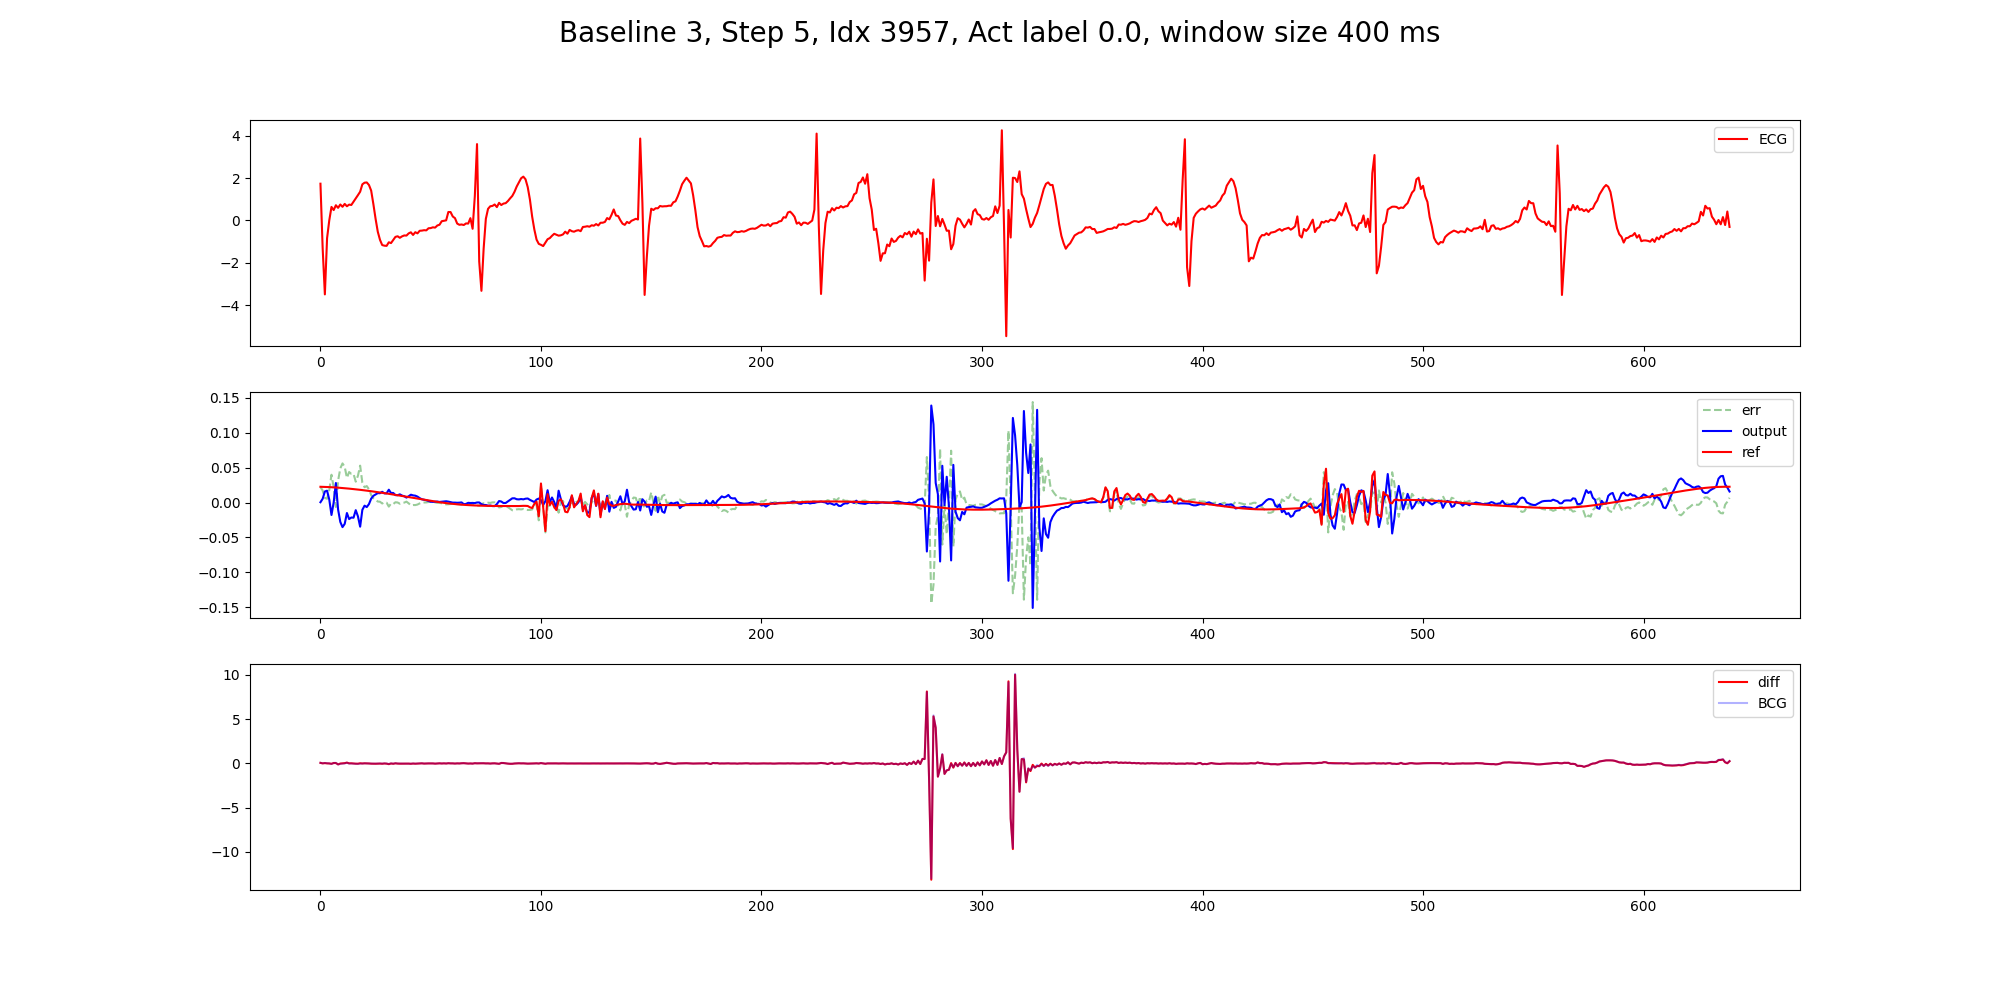 Baseline 3, Step 5, Idx 3957, Act label 0.0, window size 400 ms
4
2
0
−2
−4
ECG
0 100 200 300 400 500 600
0.15
0.10
0.05
0.00
−0.05
−0.10
−0.15
err
output
ref
0 100 200 300 400 500 600
10
5
0
−5
−10
diff
BCG
0 100 200 300 400 500 600